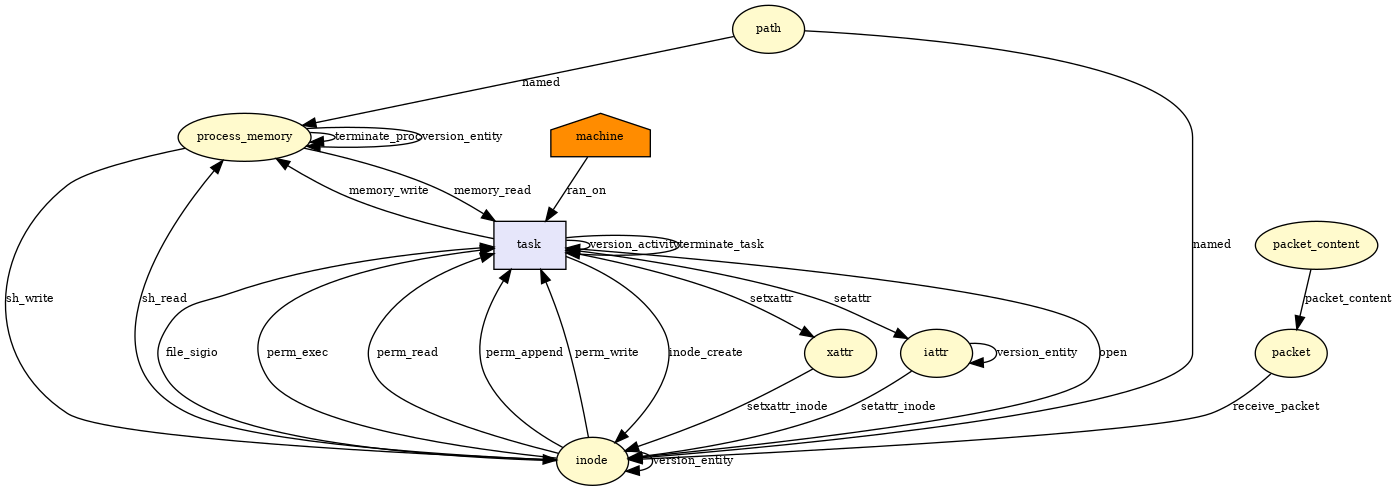 path
named
process_memory
terminate_proc
version_entity
machine
memory_write
memory_read
ran_on
task
version_activity
terminate_task
named
packet_content
sh_write
sh_read
setxattr
setattr
packet_content
file_sigio
perm_exec
perm_read
perm_append
perm_write
inode_create
xattr
iattr
version_entity
open
packet
setxattr_inode
setattr_inode
receive_packet
inode
version_entity